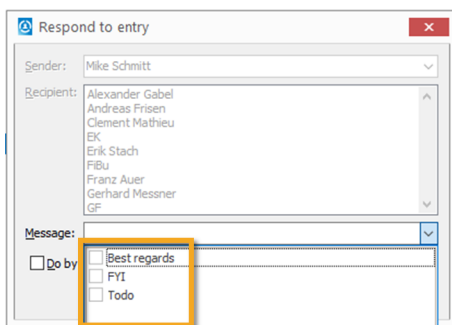 Respond to entry
Sender: Mike Schmitt
Recipient: Alexander Gabel
Andreas Frisen
Clement Mathieu
EK
Erik Stach
FiBu
Franz Auer
Gerhard Messner
GF
Message:
Do by
Best regards
FYI
Todo